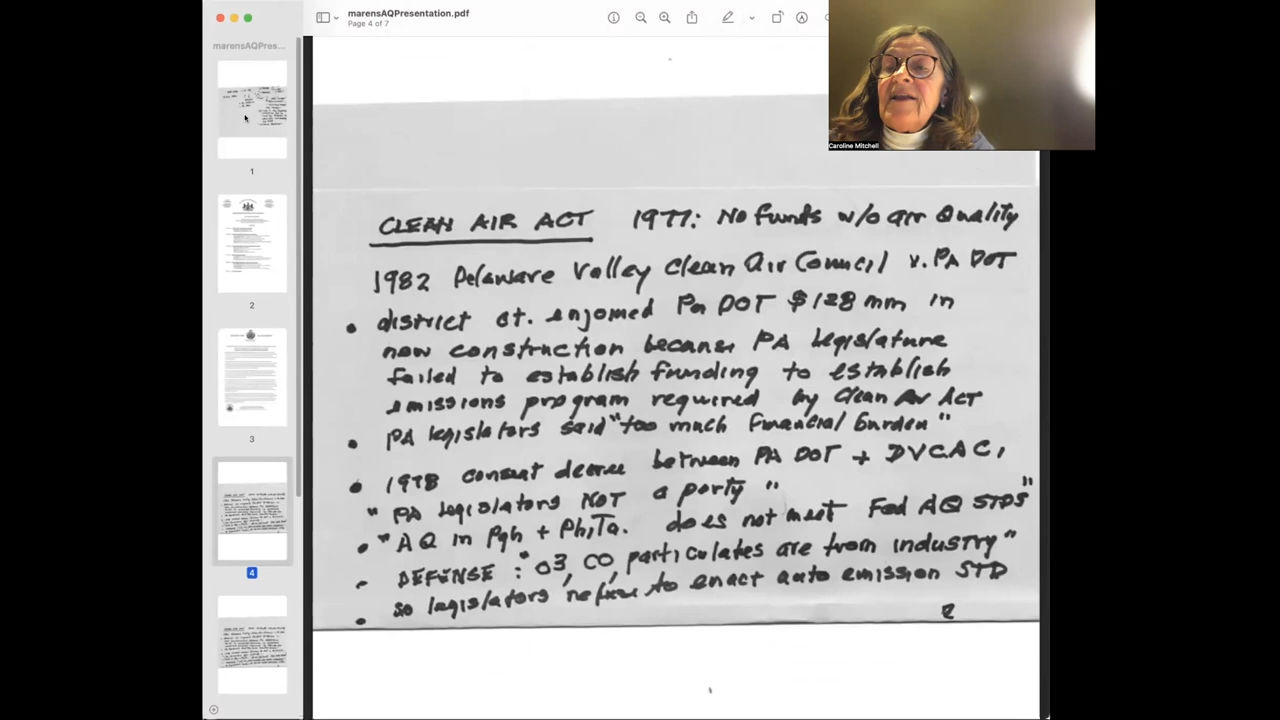 marensAQPresentation.pdf
Page 4 of 7
marensAQPres...
1
2
3
4
Caroline Mitchell
CLEAN AIR ACT 1977: No funds w/o air Quality
1982 Delaware Valley Clean Air Council v. PA DOT
• district ct. enjoined Pa DOT $128 mm in
new construction because PA Legislature
failed to establish funding to establish
emissions program required by Clean Air ACT
• PA legislators said "too much Financial burden"
• 1978 consent decree between PA DOT + DVCAC,
" PA legislators NOT a party "
• "AQ in Pgh + Phila. does not meet Fed AQ STDS"
• DEFENSE : "O3, CO, particulates are from industry"
• so legislators refuse to enact auto emission STD